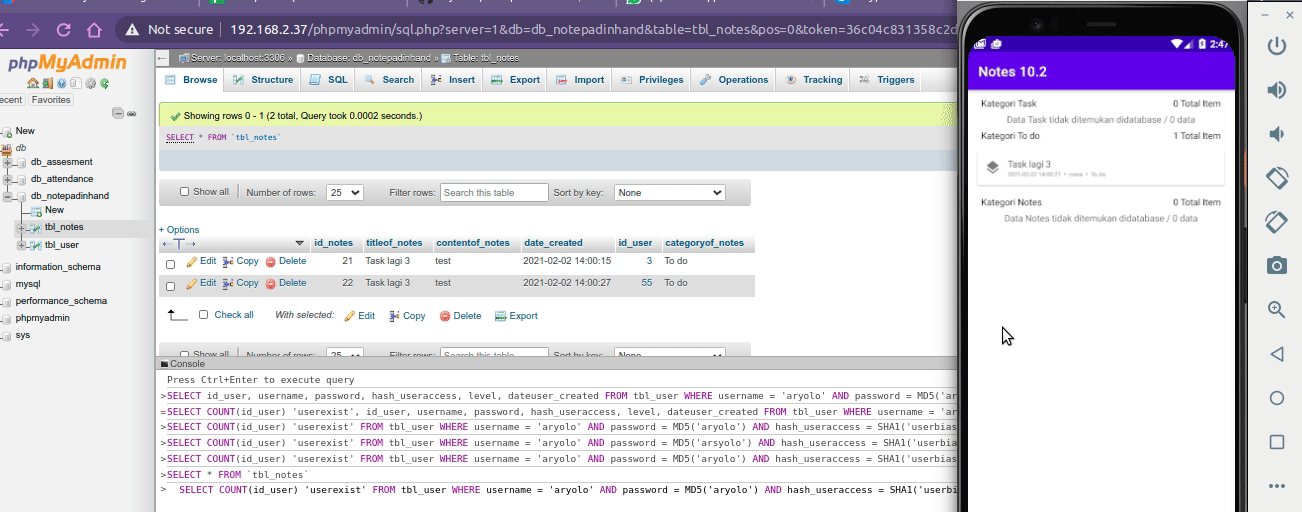 Not secure 192.168.2.37/phpmyadmin/sql.php?server=1&db=db_notepadinhand&table=tbl_notes&pos=0&token=36c04c831358c2d
phpMyAdmin
ecent Favorites
New
db
db_assesment
db_attendance
db_notepadinhand
New
tbl_notes
tbl_user
information_schema
mysql
performance_schema
phpmyadmin
sys
Server: localhost:3306 » Database: db_notepadinhand » Table: tbl_notes
Browse Structure SQL Search Insert Export Import Privileges Operations Tracking Triggers
Showing rows 0 - 1 (2 total, Query took 0.0002 seconds.)
SELECT * FROM `tbl_notes`
Show all Number of rows: 25 Filter rows: Search this table Sort by key: None
+ Options
id_notes titleof_notes contentof_notes date_created id_user categoryof_notes
Edit Copy Delete 21 Task lagi 3 test 2021-02-02 14:00:15 3 To do
Edit Copy Delete 22 Task lagi 3 test 2021-02-02 14:00:27 55 To do
Check all With selected: Edit Copy Delete Export
Show all Number of rows: 25 Filter rows: Search this table Sort by key: None
Console
Press Ctrl+Enter to execute query
>SELECT id_user, username, password, hash_useraccess, level, dateuser_created FROM tbl_user WHERE username = 'aryolo' AND password = MD5('ar
=SELECT COUNT(id_user) 'userexist', id_user, username, password, hash_useraccess, level, dateuser_created FROM tbl_user WHERE username = 'ar
>SELECT COUNT(id_user) 'userexist' FROM tbl_user WHERE username = 'aryolo' AND password = MD5('aryolo') AND hash_useraccess = SHA1('userbias
>SELECT COUNT(id_user) 'userexist' FROM tbl_user WHERE username = 'aryolo' AND password = MD5('arsyolo') AND hash_useraccess = SHA1('userbia
>SELECT COUNT(id_user) 'userexist' FROM tbl_user WHERE username = 'aryolo' AND password = MD5('aryolo') AND hash_useraccess = SHA1('userbias
>SELECT * FROM `tbl_notes`
> SELECT COUNT(id_user) 'userexist' FROM tbl_user WHERE username = 'aryolo' AND password = MD5('aryolo') AND hash_useraccess = SHA1('userbi
2:47
Notes 10.2
Kategori Task 0 Total Item
Data Task tidak ditemukan didatabase / 0 data
Kategori To do 1 Total Item
Task lagi 3
2021-02-02 14:00:27 • • To do
Kategori Notes 0 Total Item
Data Notes tidak ditemukan didatabase / 0 data